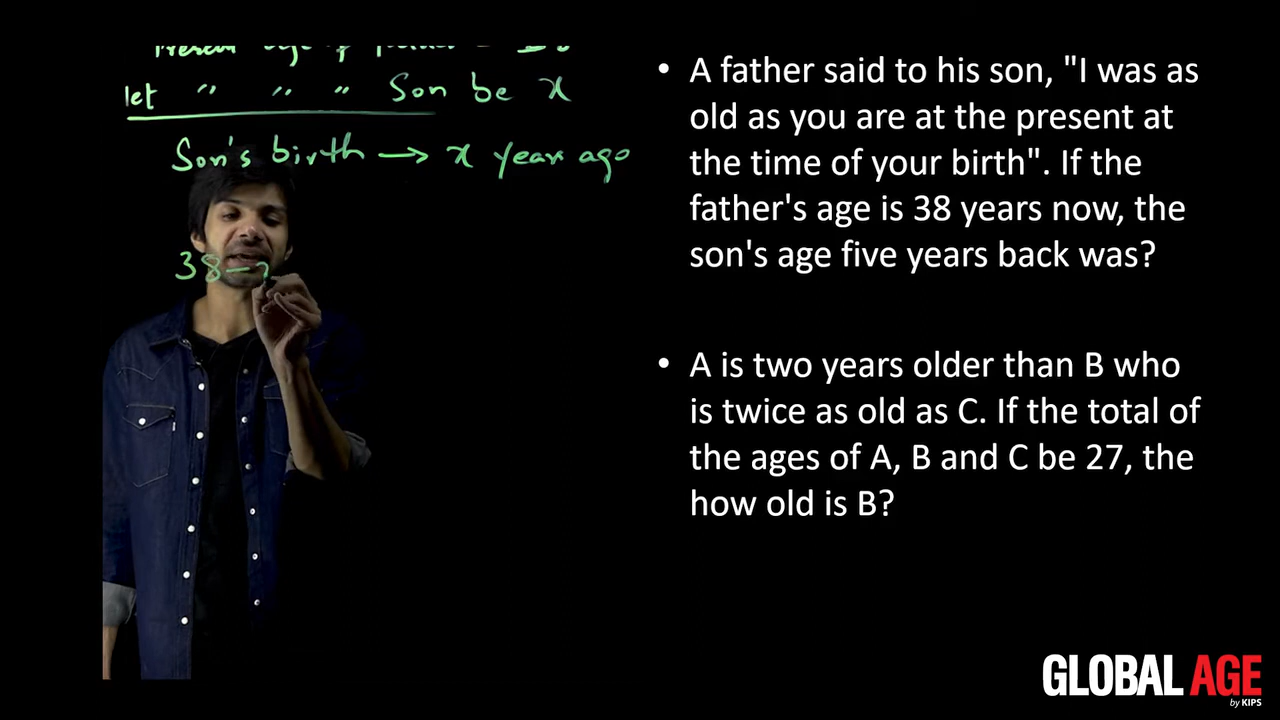 let " " " Son be x
Son's birth → x year ago
38-
• A father said to his son, "I was as
old as you are at the present at
the time of your birth". If the
father's age is 38 years now, the
son's age five years back was?
• A is two years older than B who
is twice as old as C. If the total of
the ages of A, B and C be 27, the
how old is B?
GLOBAL AGE
by KIPS